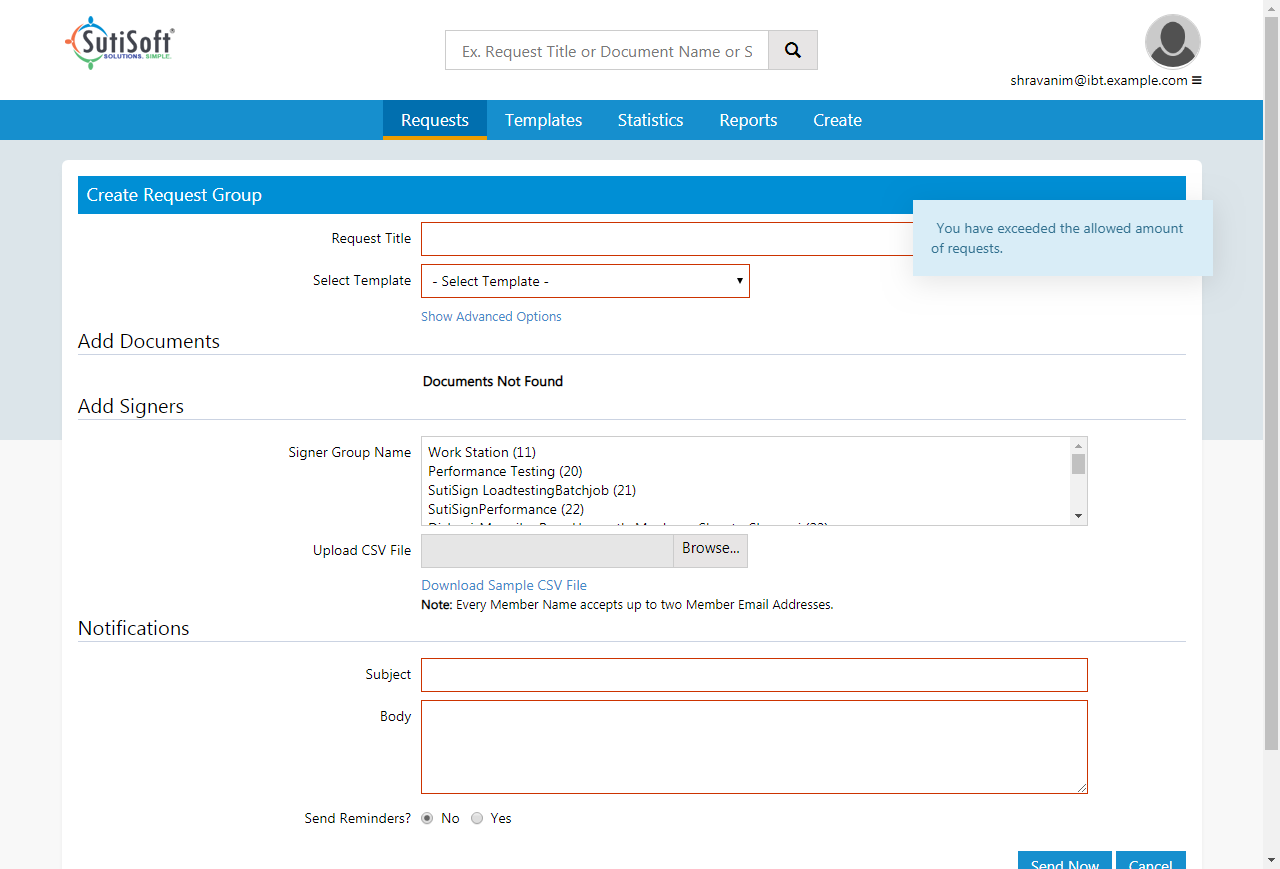 SutiSoft®
SOLUTIONS. SIMPLE.
Ex. Request Title or Document Name or S
shravanim@ibt.example.com
Requests Templates Statistics Reports Create
Create Request Group
You have exceeded the allowed amount
of requests.
Request Title
Select Template - Select Template -
Show Advanced Options
Add Documents
Documents Not Found
Add Signers
Signer Group Name Work Station (11)
Performance Testing (20)
SutiSign LoadtestingBatchjob (21)
SutiSignPerformance (22)
Upload CSV File Browse...
Download Sample CSV File
Note: Every Member Name accepts up to two Member Email Addresses.
Notifications
Subject
Body
Send Reminders? No Yes
Send Now Cancel